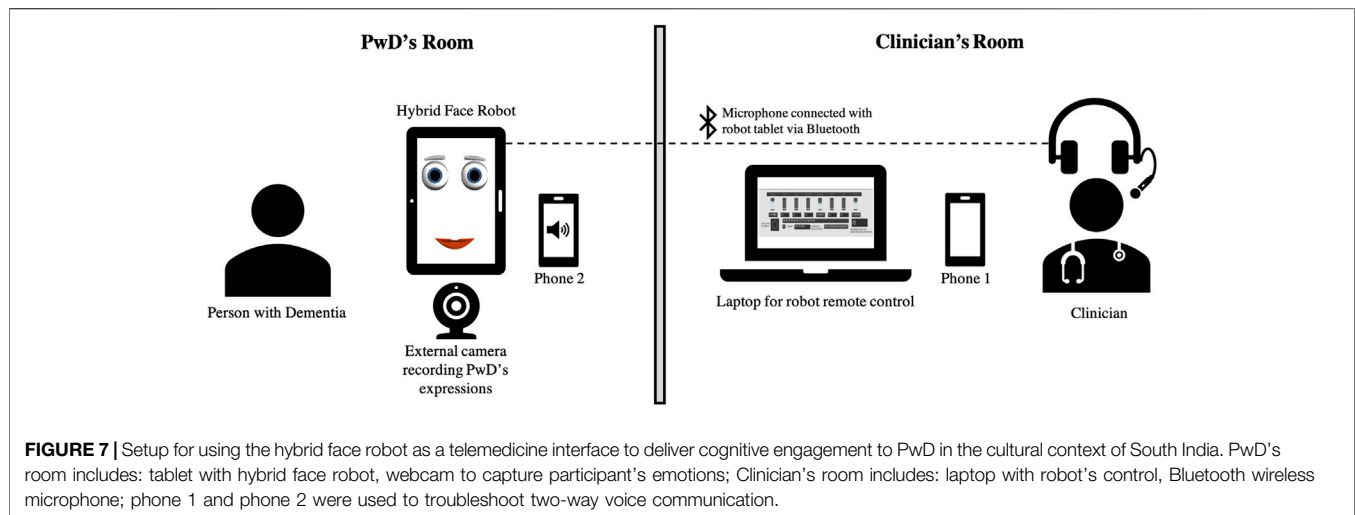 PwD's Room
Clinician's Room
Hybrid Face Robot
Microphone connected with
robot tablet via Bluetooth
Phone 2
Phone 1
Person with Dementia
Laptop for robot remote control
Clinician
External camera
recording PwD's
expressions
FIGURE 7 | Setup for using the hybrid face robot as a telemedicine interface to deliver cognitive engagement to PwD in the cultural context of South India. PwD's
room includes: tablet with hybrid face robot, webcam to capture participant's emotions; Clinician's room includes: laptop with robot's control, Bluetooth wireless
microphone; phone 1 and phone 2 were used to troubleshoot two-way voice communication.